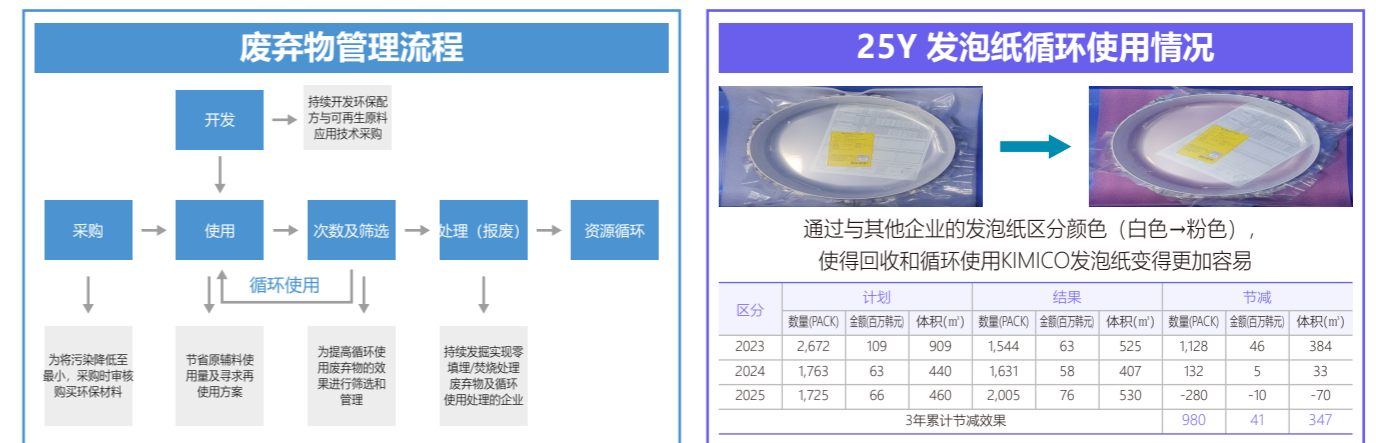 废弃物管理流程
开发
持续开发环保配
方与可再生原料
应用技术采购
采购
使用
次数及筛选
处理（报废）
资源循环
循环使用
为将污染降低至
最小，采购时审核
购买环保材料
节省原辅料使
用量及寻求再
使用方案
为提高循环使
用废弃物的效
果进行筛选和
管理
持续发掘实现零
填埋/焚烧处理
废弃物及循环
使用处理的企业
25Y 发泡纸循环使用情况
通过与其他企业的发泡纸区分颜色（白色→粉色），
使得回收和循环使用KIMICO发泡纸变得更加容易
区分 计划 结果 节减
数量(PACK) 金额(百万韩元) 体积(㎥) 数量(PACK) 金额(百万韩元) 体积(㎥) 数量(PACK) 金额(百万韩元) 体积(㎥)
2023 2,672 109 909 1,544 63 525 1,128 46 384
2024 1,763 63 440 1,631 58 407 132 5 33
2025 1,725 66 460 2,005 76 530 -280 -10 -70
3年累计节减效果 980 41 347